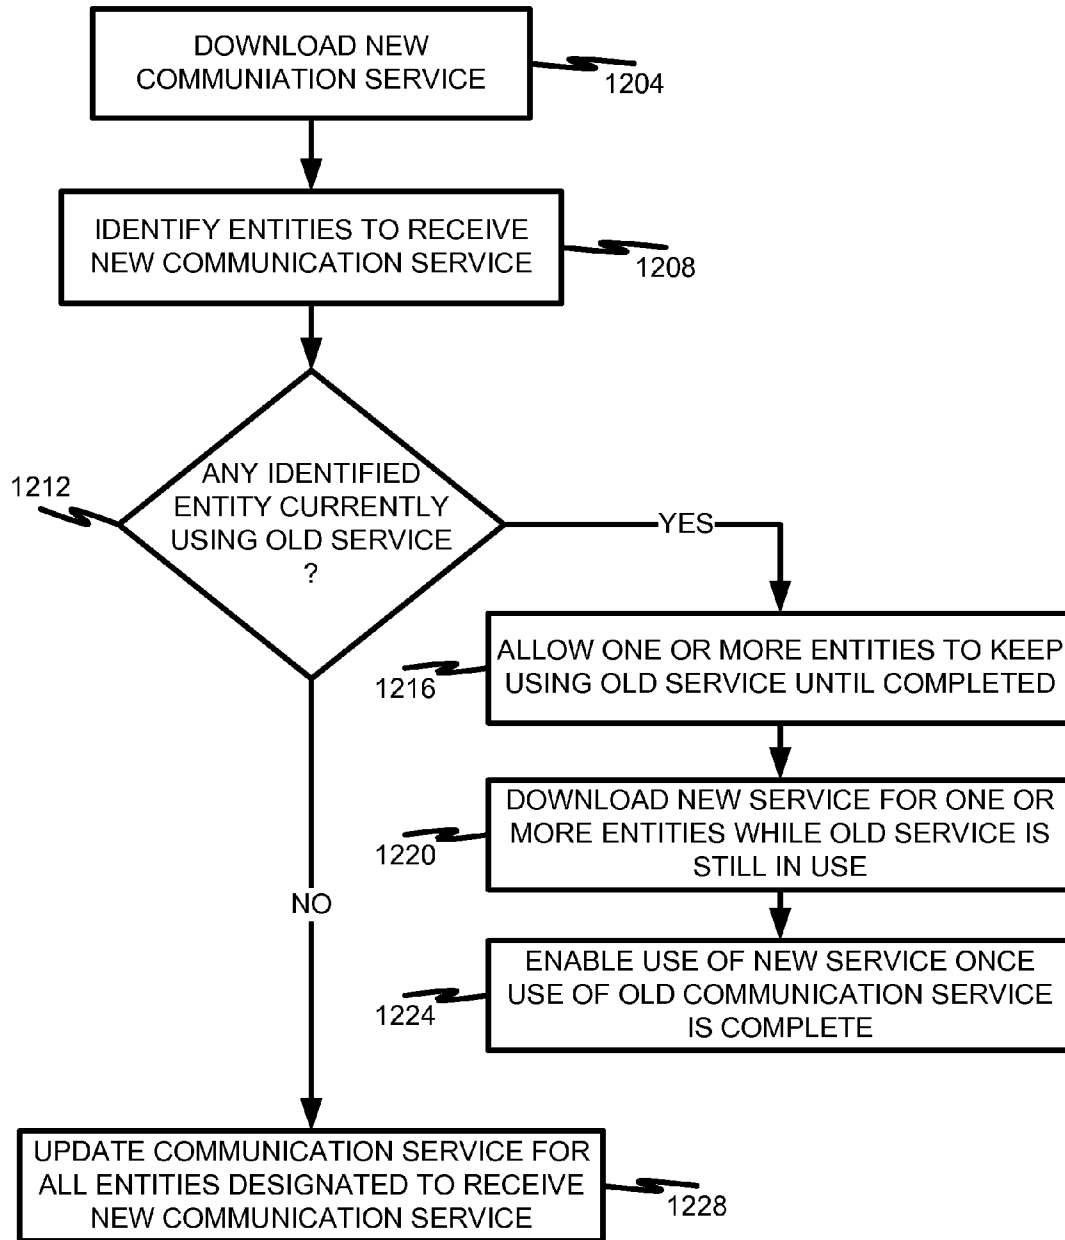 DOWNLOAD NEW
COMMUNIATION SERVICE
1204
IDENTIFY ENTITIES TO RECEIVE
NEW COMMUNICATION SERVICE
1208
1212
ANY IDENTIFIED
ENTITY CURRENTLY
USING OLD SERVICE
?
YES
ALLOW ONE OR MORE ENTITIES TO KEEP
USING OLD SERVICE UNTIL COMPLETED
1216
DOWNLOAD NEW SERVICE FOR ONE OR
MORE ENTITIES WHILE OLD SERVICE IS
STILL IN USE
1220
NO
ENABLE USE OF NEW SERVICE ONCE
USE OF OLD COMMUNICATION SERVICE
IS COMPLETE
1224
UPDATE COMMUNICATION SERVICE FOR
ALL ENTITIES DESIGNATED TO RECEIVE
NEW COMMUNICATION SERVICE
1228